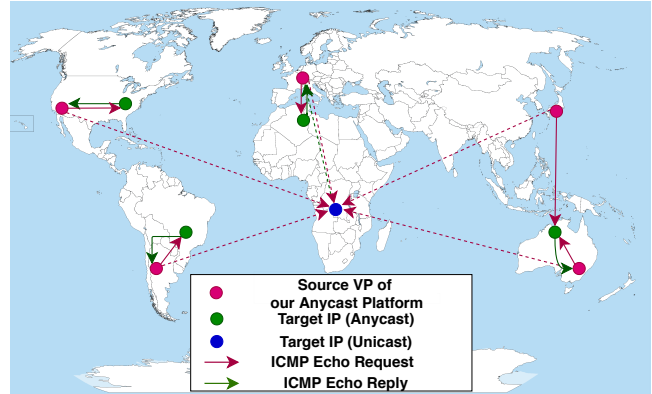 Source VP of
our Anycast Platform
Target IP (Anycast)
Target IP (Unicast)
ICMP Echo Request
ICMP Echo Reply